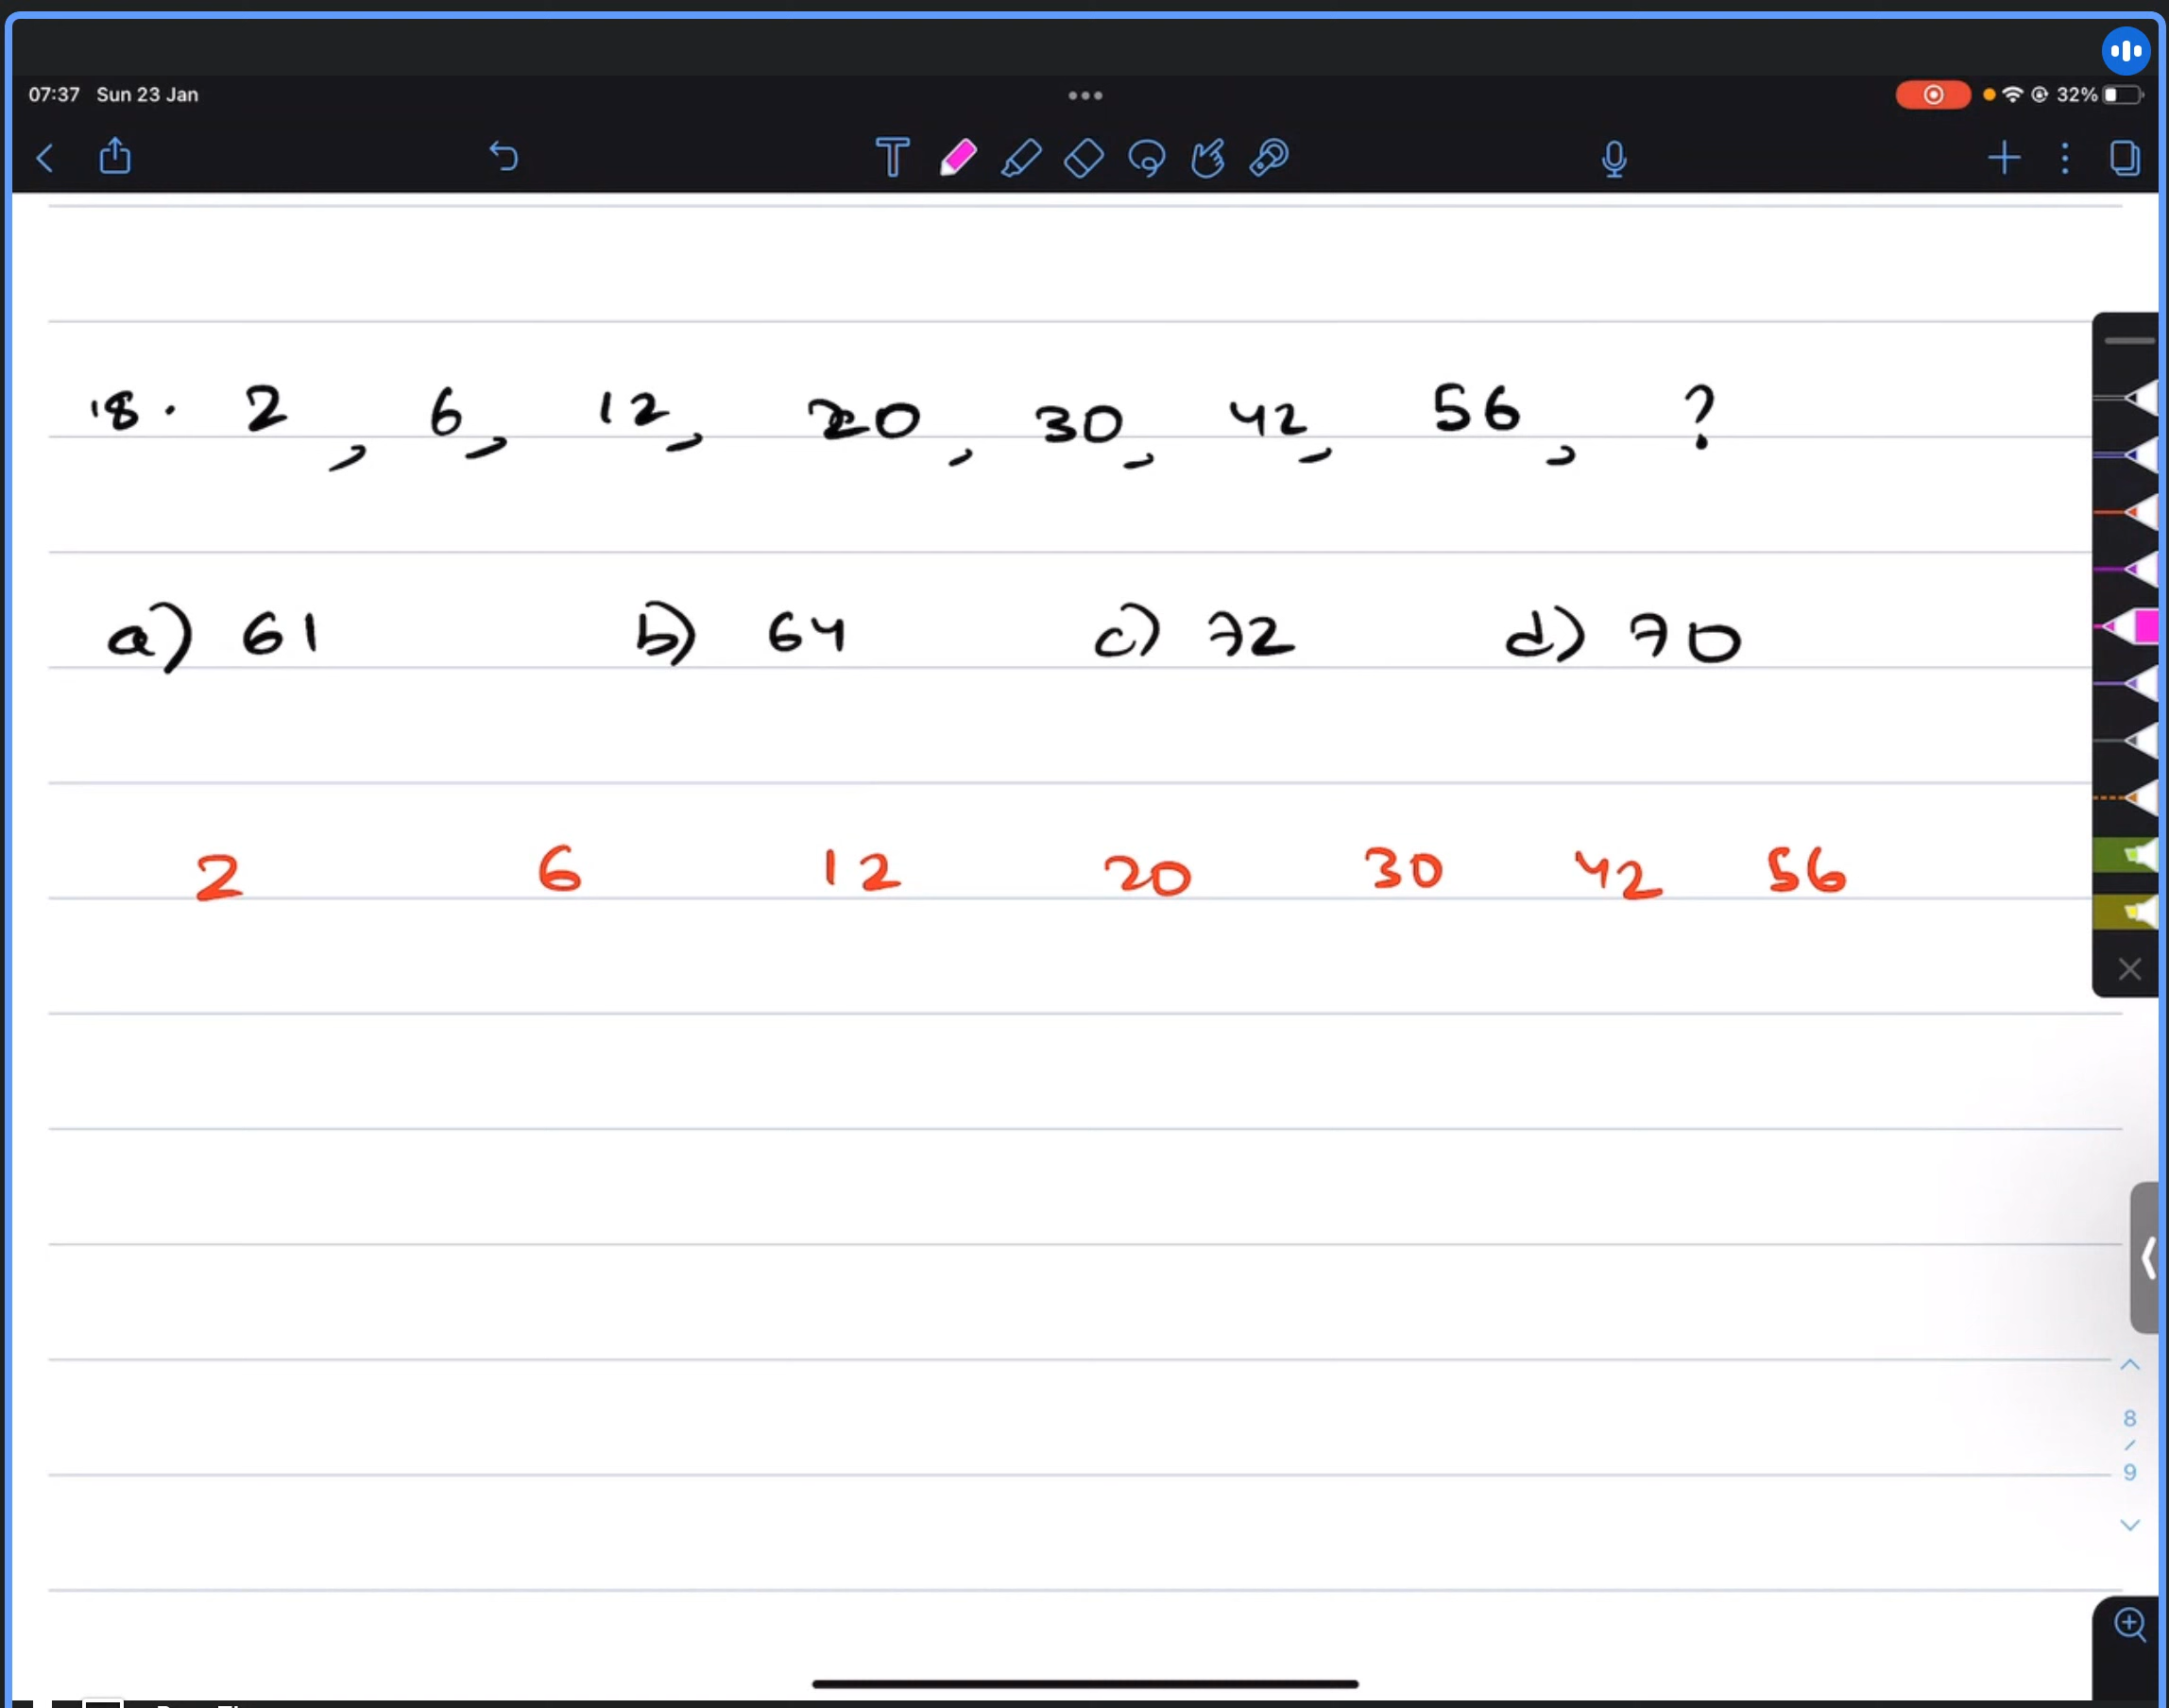 07:37 Sun 23 Jan
32%
18. 2, 6, 12, 20, 30, 42, 56, ?
a) 61 b) 64 c) 72 d) 70
2 6 12 20 30 42 56
8
/
9